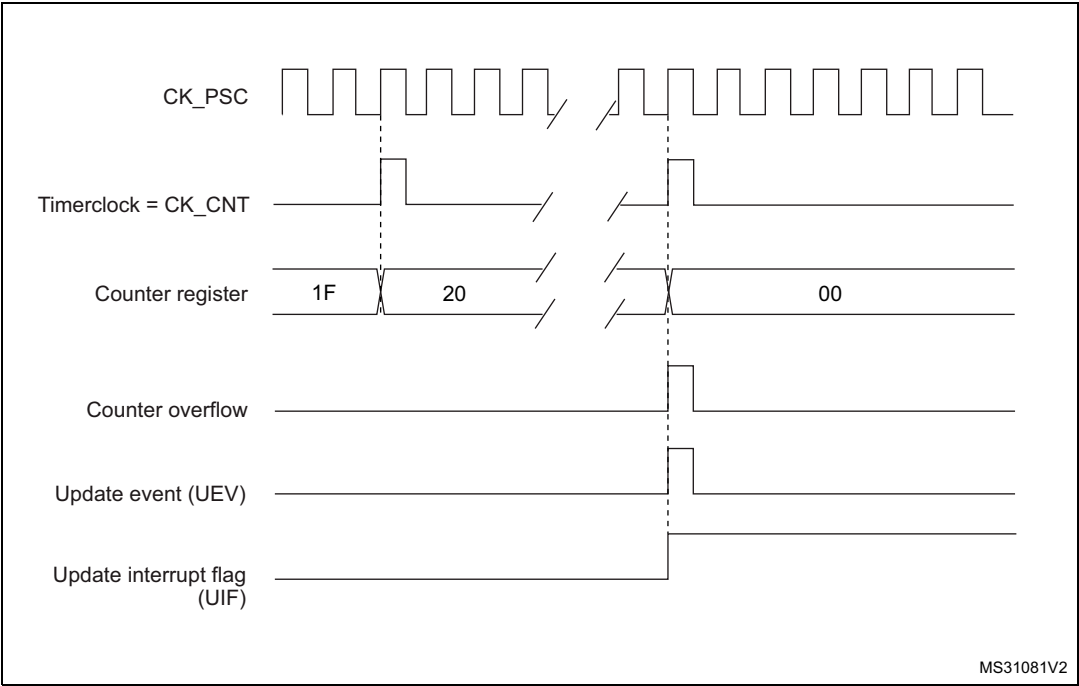 CK_PSC
Timerclock = CK_CNT
Counter register
1F
20
00
Counter overflow
Update event (UEV)
Update interrupt flag
(UIF)
MS31081V2